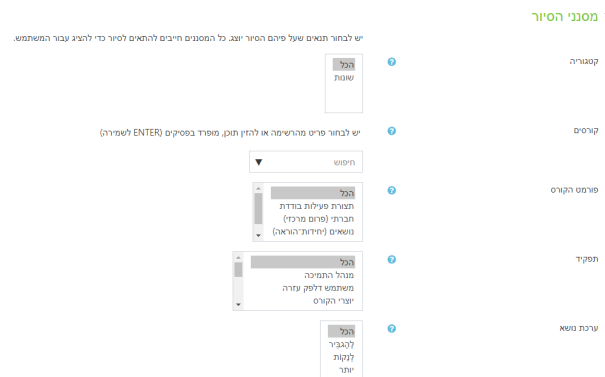 מסנני הסיור
יש לבחור תנאים שעל פיהם הסיור יוצג. כל המסננים חייבים להתאים לסיור כדי להציג עבור המשתמש.
קטגוריה
הכל
שונות
קורסים
יש לבחור פריט מהרשימה או להזין תוכן, מופרד בפסיקים (ENTER לשמירה)
חיפוש
פורמט הקורס
הכל
תצורת פעילות בודדת
חברתי (פרום מרכזי)
נושאים (יחידות־הוראה)
תפקיד
הכל
מנהל התמיכה
משתמש דלפק עזרה
יוצרי הקורס
ערכת נושא
הכל
לְהַגבִּיר
לְנַקוֹת
יותר